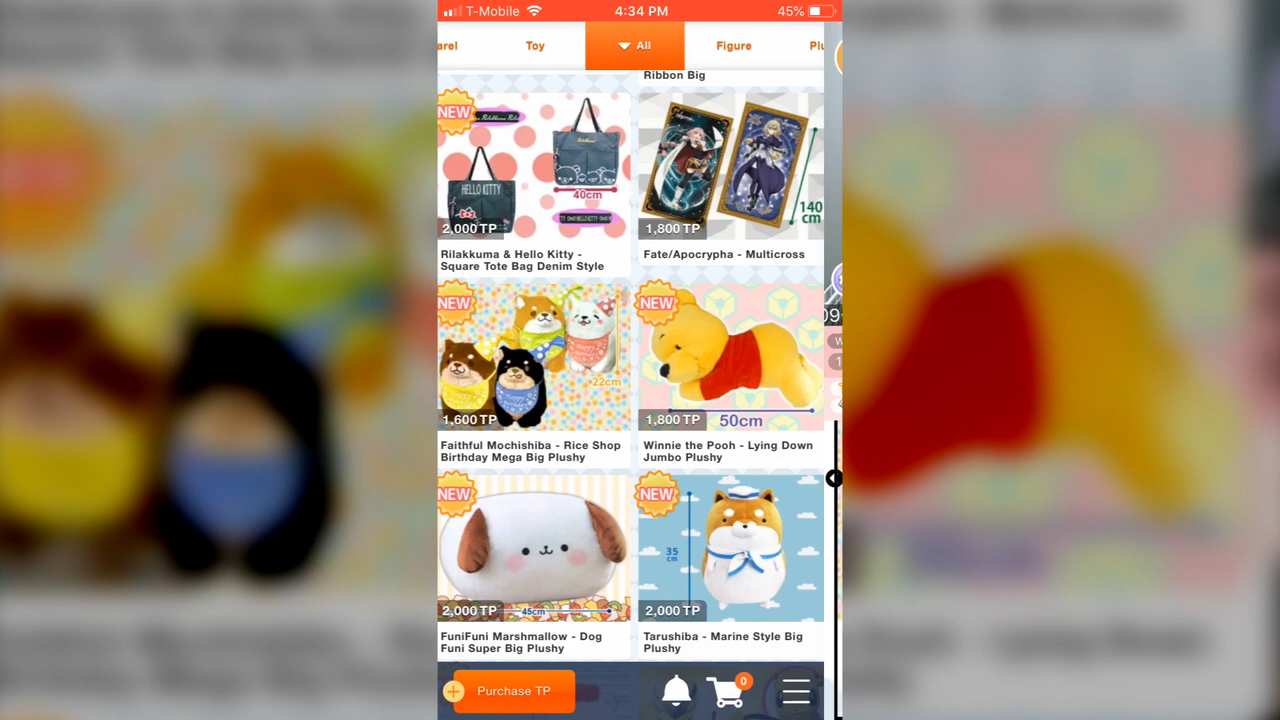 T-Mobile
4:34 PM
45%
arel
Toy
All
Figure
Plu
Ribbon Big
NEW
HELLO KITTY
40cm
2,000 TP
140
cm
1,800 TP
Rilakkuma & Hello Kitty -
Square Tote Bag Denim Style
Fate/Apocrypha - Multicross
NEW
22cm
1,600 TP
NEW
1,800 TP
50cm
Faithful Mochishiba - Rice Shop
Birthday Mega Big Plushy
Winnie the Pooh - Lying Down
Jumbo Plushy
NEW
2,000 TP
45cm
NEW
35
cm
2,000 TP
FuniFuni Marshmallow - Dog
Funi Super Big Plushy
Tarushiba - Marine Style Big
Plushy
Purchase TP
0